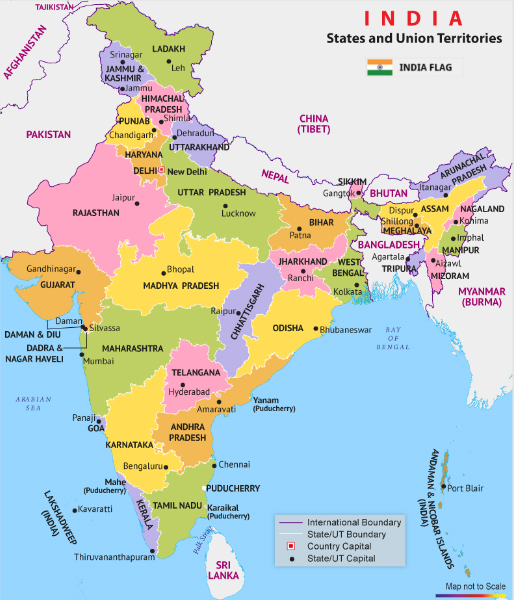 TAJIKISTAN
INDIA
States and Union Territories
INDIA FLAG
AFGHANISTAN
LADAKH
Srinagar
Leh
JAMMU &
KASHMIR
Jammu
HIMACHAL
PRADESH
Shimla
PUNJAB
Chandigarh
Dehradun
UTTARAKHAND
CHINA
(TIBET)
PAKISTAN
HARYANA
DELHI
New Delhi
NEPAL
SIKKIM
Gangtok
BHUTAN
ARUNACHAL
PRADESH
Itanagar
UTTAR PRADESH
Lucknow
Jaipur
RAJASTHAN
Dispur
ASSAM
NAGALAND
Kohima
Shillong
MEGHALAYA
Imphal
MANIPUR
BIHAR
Patna
BANGLADESH
Agartala
TRIPURA
Aizawl
MIZORAM
Gandhinagar
GUJARAT
Bhopal
MADHYA PRADESH
JHARKHAND
Ranchi
WEST
BENGAL
Kolkata
MYANMAR
(BURMA)
Raipur
CHHATTISGARH
Daman
Silvassa
DAMAN & DIU
DADRA &
NAGAR HAVELI
Mumbai
MAHARASHTRA
ODISHA
Bhubaneswar
BAY
OF
BENGAL
TELANGANA
Hyderabad
ARABIAN
SEA
Amaravati
Yanam
(Puducherry)
Panaji
GOA
ANDHRA
PRADESH
KARNATAKA
Bengaluru
Chennai
Mahe
(Puducherry)
PUDUCHERRY
Karaikal
(Puducherry)
TAMIL NADU
KERALA
LAKSHADWEEP
(INDIA)
Kavaratti
Thiruvananthapuram
Palk Strait
SRI
LANKA
ANDAMAN & NICOBAR ISLANDS
(INDIA)
Port Blair
International Boundary
State/UT Boundary
Country Capital
State/UT Capital
Map not to Scale